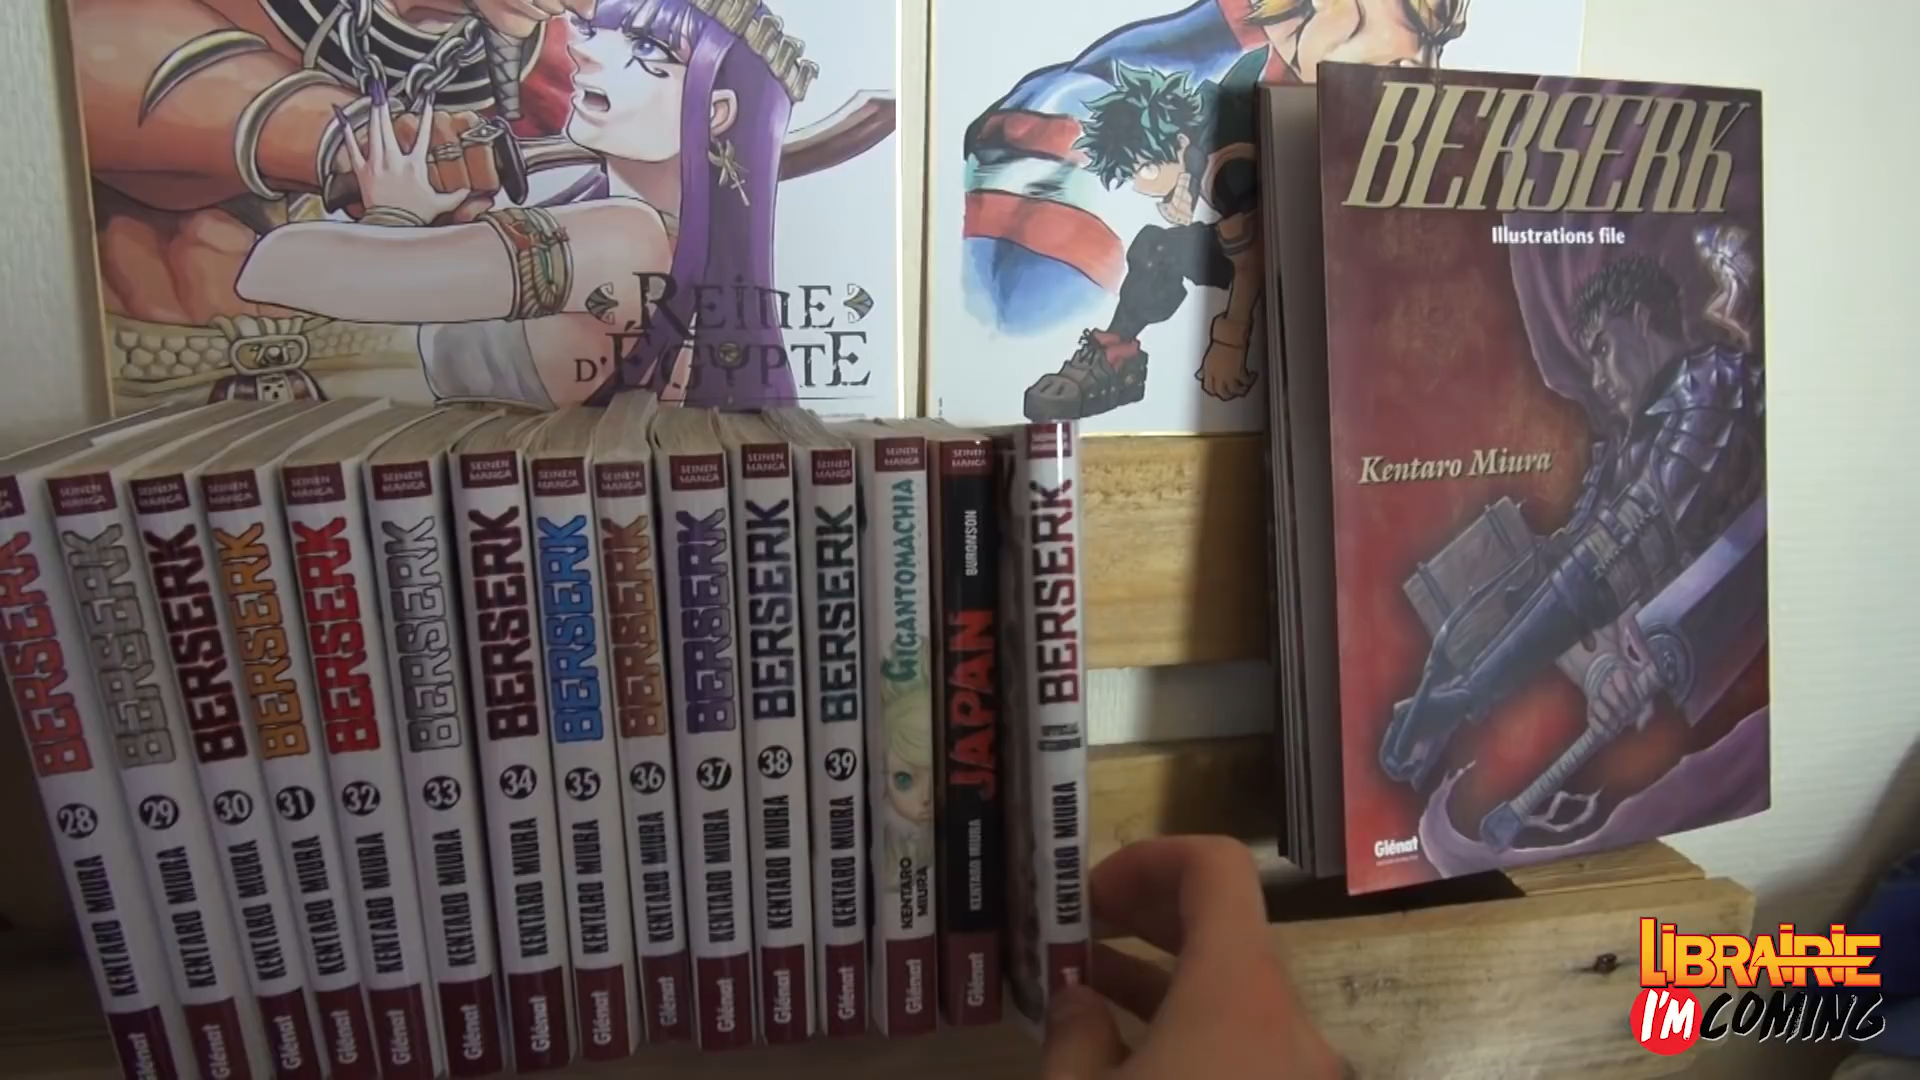 REINE
D'ÉGYPTE
BERSERK
Illustrations file
Kentaro Miura
Glénat
BERSERK
28
KENTARO MIURA
Glénat
SEINEN MANGA
BERSERK
29
KENTARO MIURA
Glénat
SEINEN MANGA
BERSERK
30
KENTARO MIURA
Glénat
SEINEN MANGA
BERSERK
31
KENTARO MIURA
Glénat
SEINEN MANGA
BERSERK
32
KENTARO MIURA
Glénat
SEINEN MANGA
BERSERK
33
KENTARO MIURA
Glénat
SEINEN MANGA
BERSERK
34
KENTARO MIURA
Glénat
SEINEN MANGA
BERSERK
35
KENTARO MIURA
Glénat
SEINEN MANGA
BERSERK
36
KENTARO MIURA
Glénat
SEINEN MANGA
BERSERK
37
KENTARO MIURA
Glénat
SEINEN MANGA
BERSERK
38
KENTARO MIURA
Glénat
SEINEN MANGA
BERSERK
39
KENTARO MIURA
Glénat
SEINEN MANGA
GIGANTOMACHIA
KENTARO
MIURA
Glénat
SEINEN MANGA
BURONSON
JAPAN
KENTARO MIURA
Glénat
BERSERK
KENTARO MIURA
LIBRAIRIE
I'M COMING